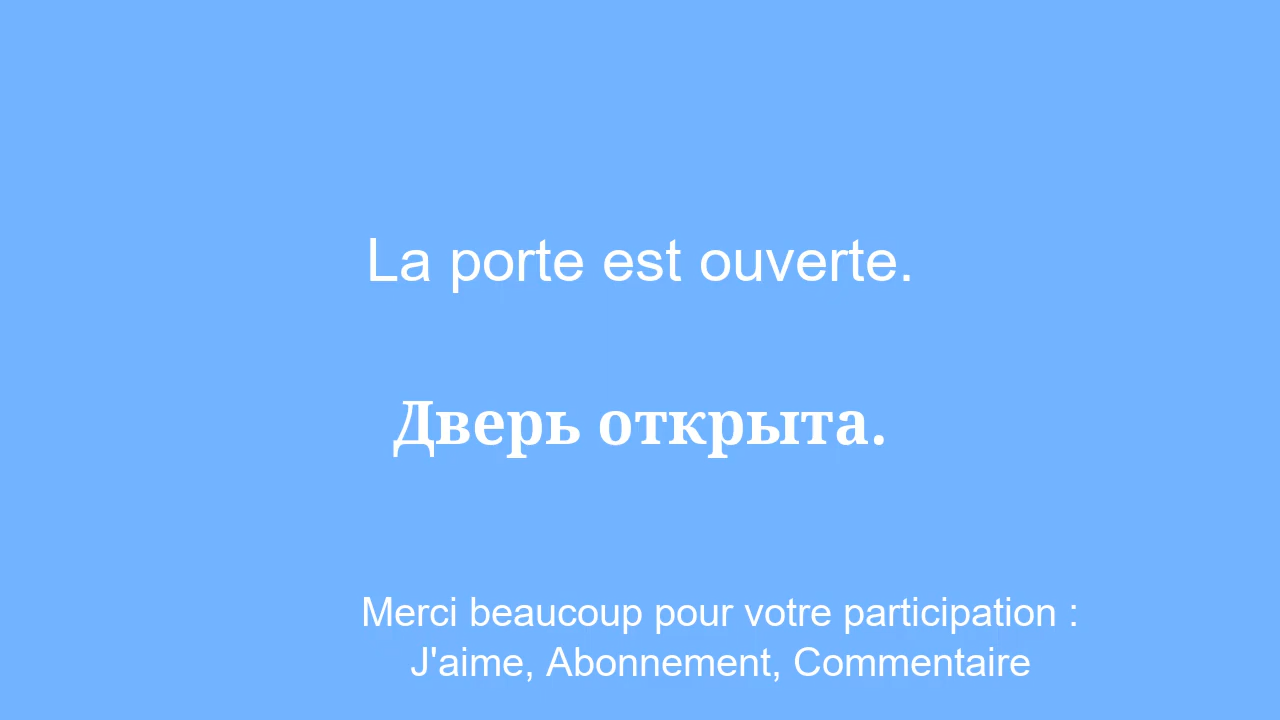 La porte est ouverte.
Дверь открыта.
Merci beaucoup pour votre participation :
J'aime, Abonnement, Commentaire